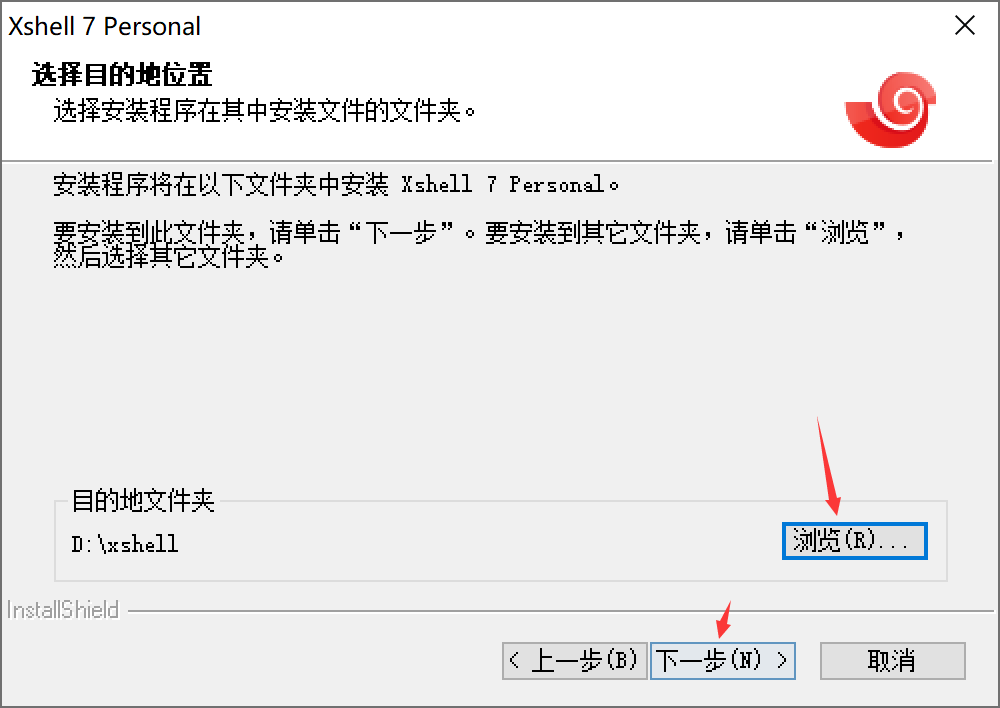 Xshell 7 Personal
选择目的地位置
选择安装程序在其中安装文件的文件夹。
安装程序将在以下文件夹中安装 Xshell 7 Personal。
要安装到此文件夹，请单击“下一步”。要安装到其它文件夹，请单击“浏览”，
然后选择其它文件夹。
目的地文件夹
D:\xshell
浏览(R)...
InstallShield
< 上一步(B)
下一步(N) >
取消